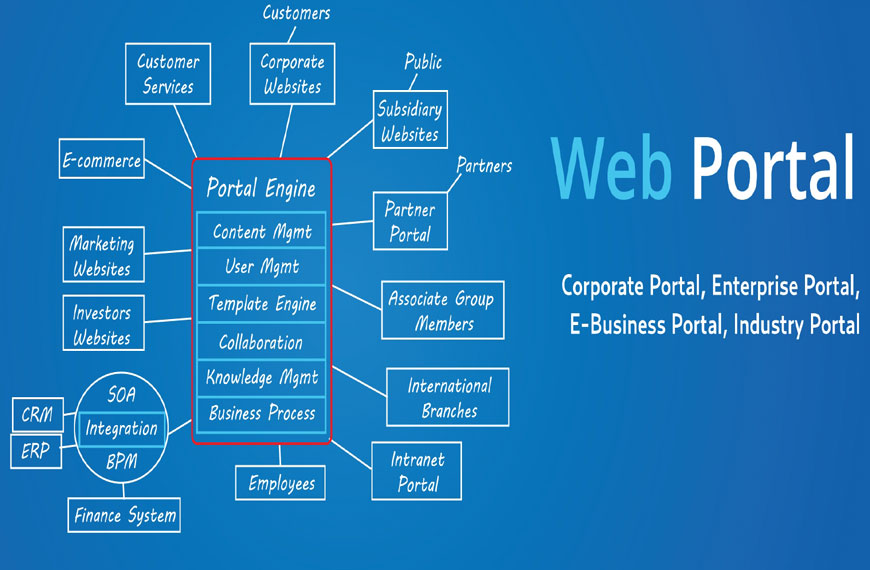 Customers
Customer
Services
Corporate
Websites
Public
Subsidiary
Websites
E-commerce
Partners
Portal Engine
Content Mgmt
User Mgmt
Template Engine
Collaboration
Knowledge Mgmt
Business Process
Partner
Portal
Marketing
Websites
Associate Group
Members
Investors
Websites
International
Branches
SOA
Integration
BPM
CRM
ERP
Finance System
Employees
Intranet
Portal
Web Portal
Corporate Portal, Enterprise Portal,
E-Business Portal, Industry Portal